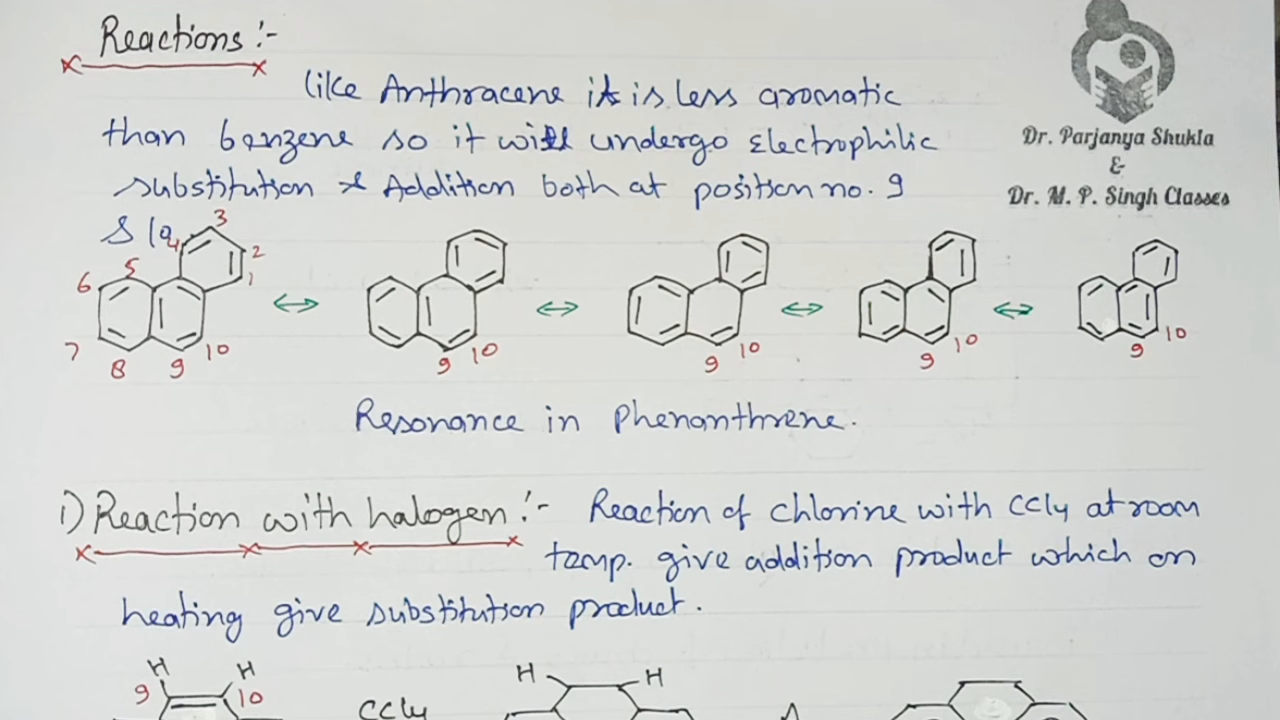 Reactions :-
like Anthracene it is less aromatic
than benzene so it will undergo Electrophilic
substitution & Addition both at position no. 9
& 10
Dr. Parjanya Shukla
&
Dr. M. P. Singh Classes
3
4
2
5
6
1
7
8
9
10
9 10
9 10
9 10
9 10
Resonance in Phenanthrene.
i) Reaction with halogen :- Reaction of chlorine with CCl4 at room
temp. give addition product which on
heating give substitution product.
H H
9 10
CCl4
H H